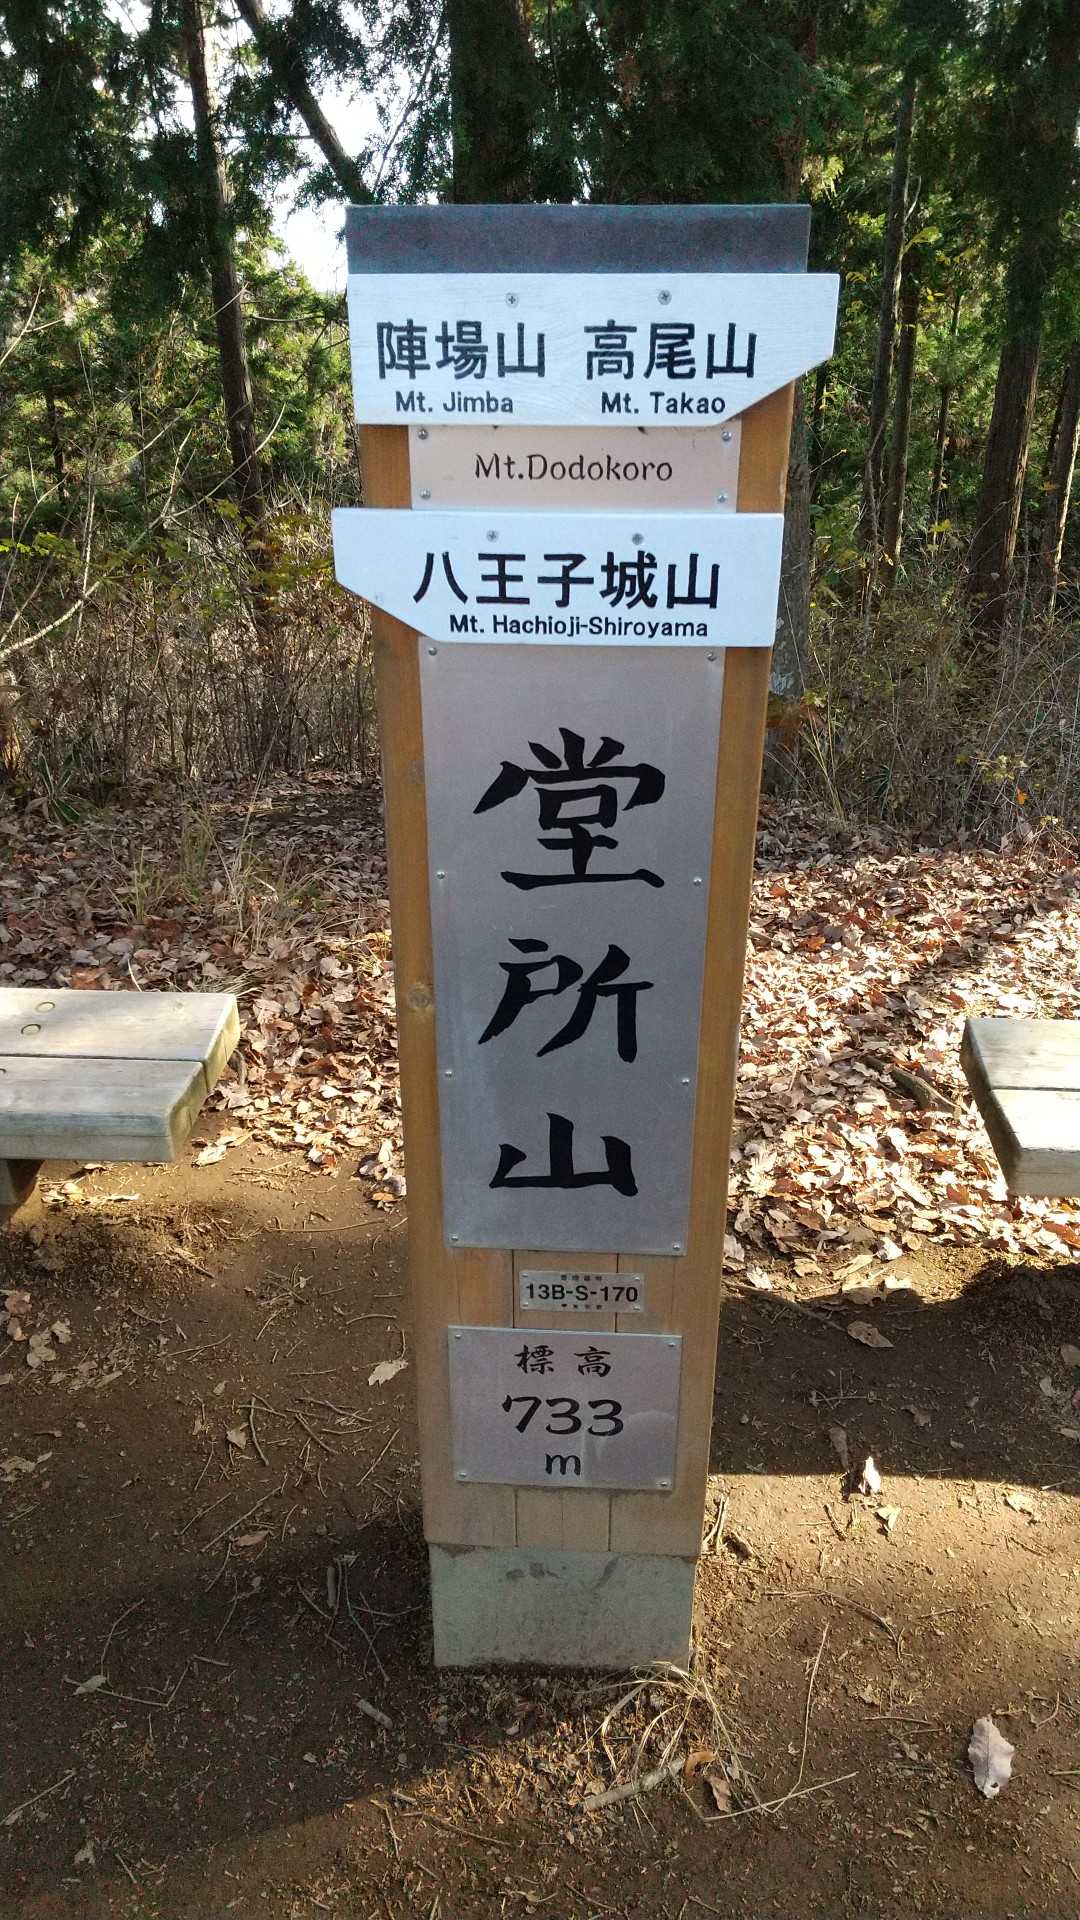 陣場山 高尾山
Mt. Jimba Mt. Takao
Mt.Dodokoro
八王子城山
Mt. Hachioji-Shiroyama
堂所山
13B-S-170
標高
733
m